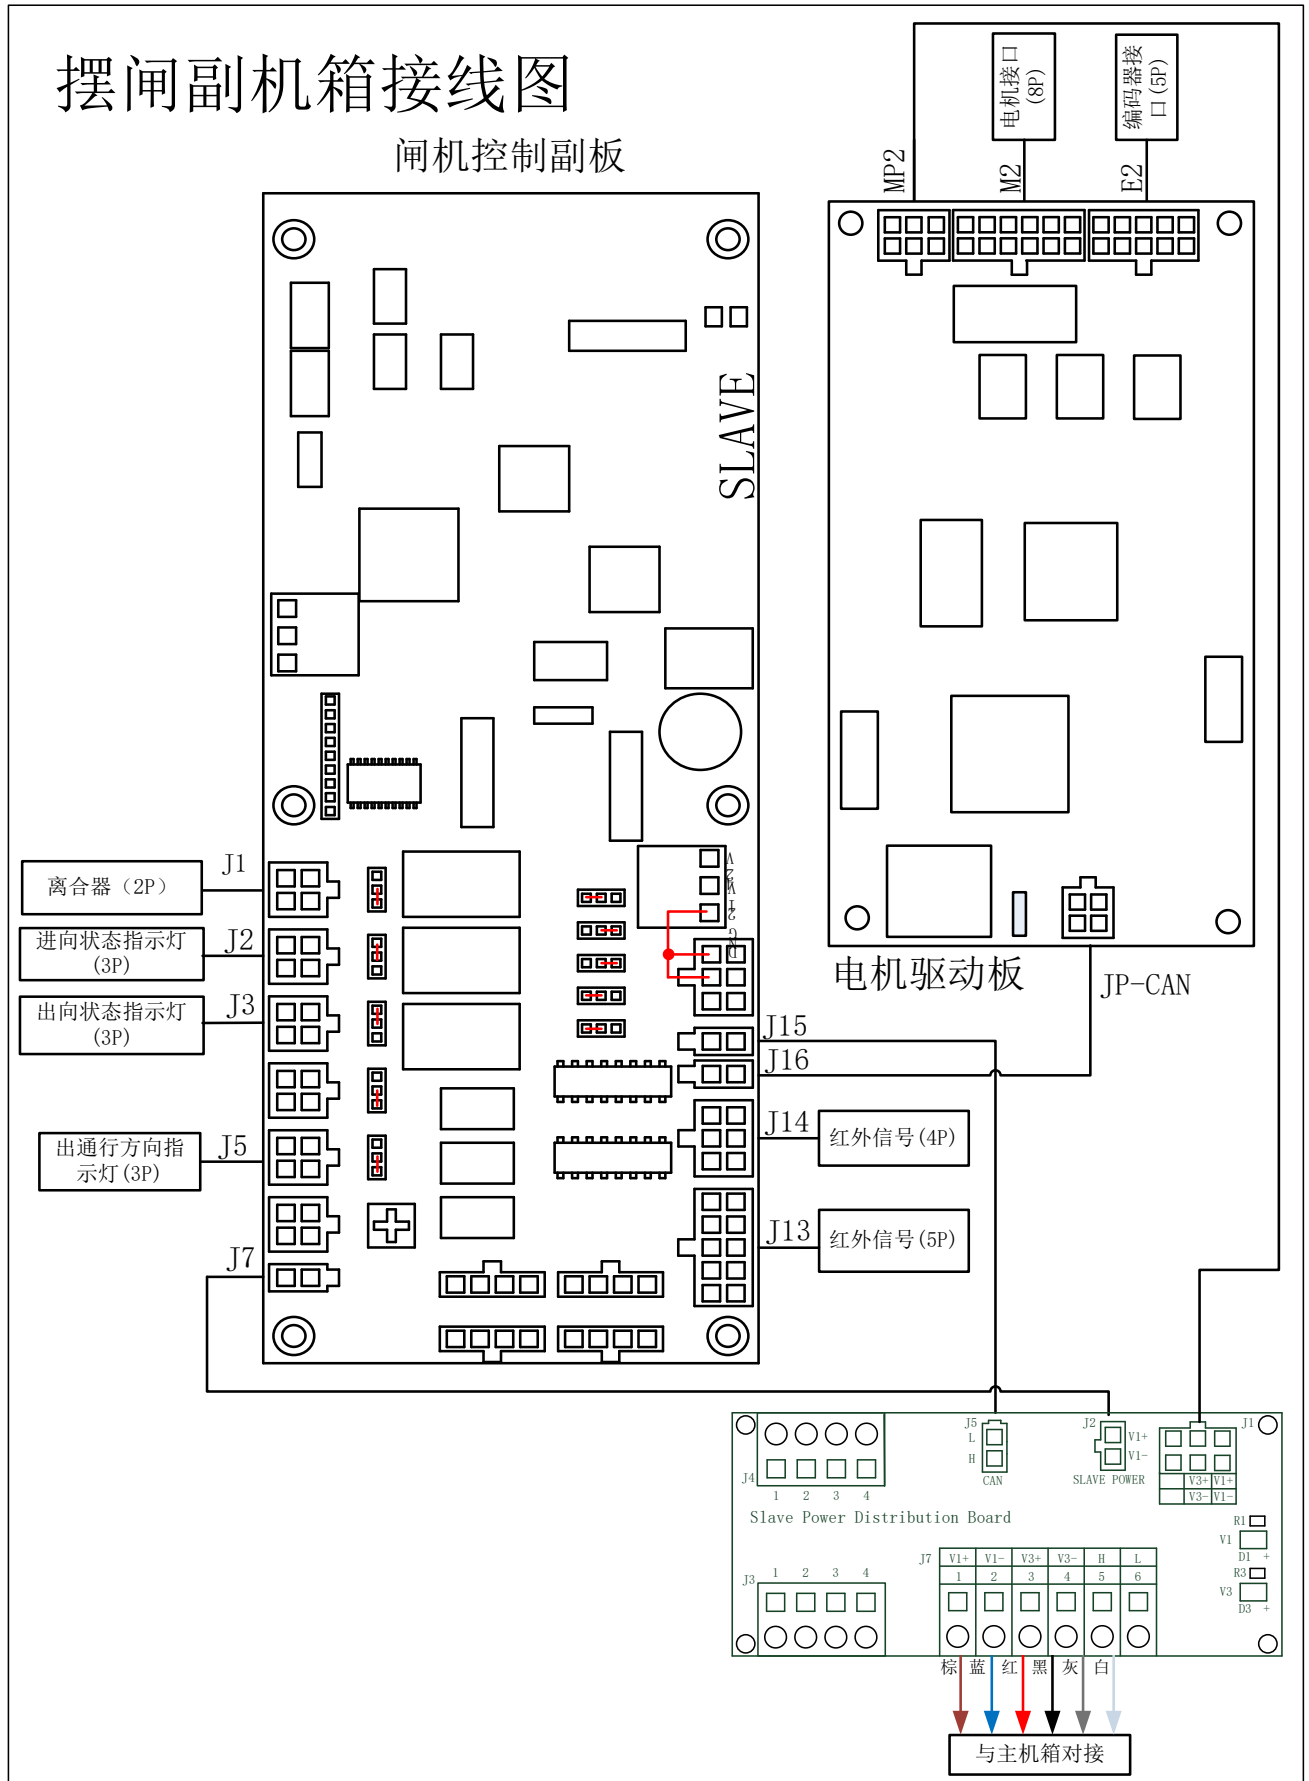 摆闸副机箱接线图
闸机控制副板
电机接口
(8P)
编码器接
口(5P)
MP2
M2
E2
SLAVE
V
2
V
1
2
G
N
D
J1
离合器（2P）
进向状态指示灯
(3P)
J2
出向状态指示灯
(3P)
J3
出通行方向指
示灯(3P)
J5
J7
电机驱动板
JP-CAN
J15
J16
J14
红外信号(4P)
J13
红外信号(5P)
J4
1 2 3 4
J5
L
H
CAN
J2
V1+
V1-
SLAVE POWER
J1
V3+ V1+
V3- V1-
Slave Power Distribution Board
R1
V1
D1 +
R3
V3
D3 +
J3
1 2 3 4
J7
V1+ V1- V3+ V3- H L
1 2 3 4 5 6
棕 蓝 红 黑 灰 白
与主机箱对接